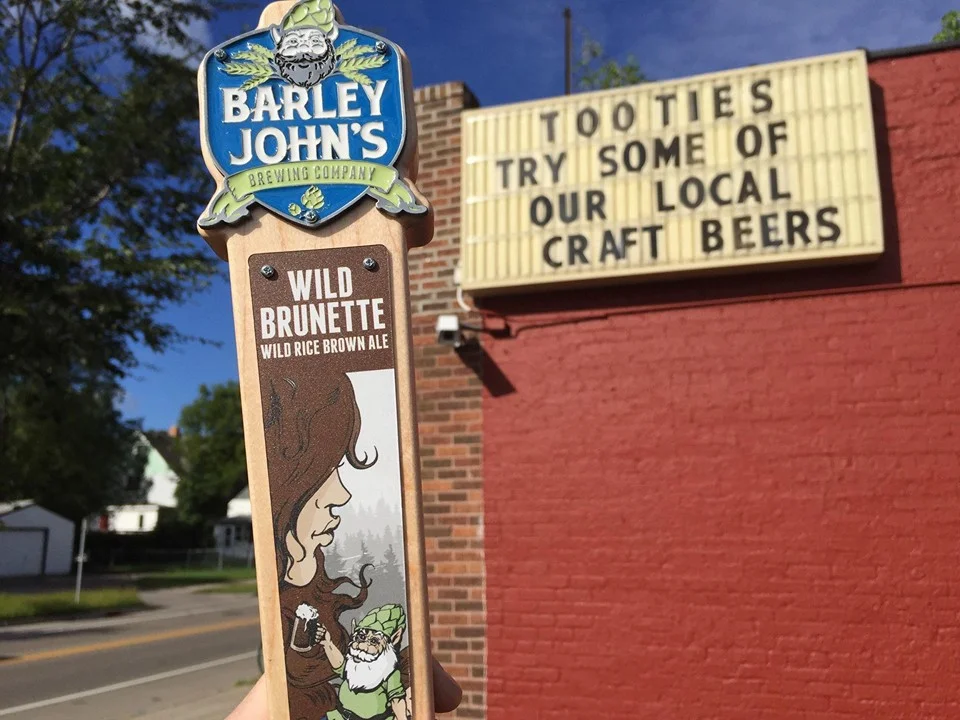 BARLEY
JOHN'S
BREWING COMPANY
WILD
BRUNETTE
WILD RICE BROWN ALE
TOOTIES
TRY SOME OF
OUR LOCAL
CRAFT BEERS